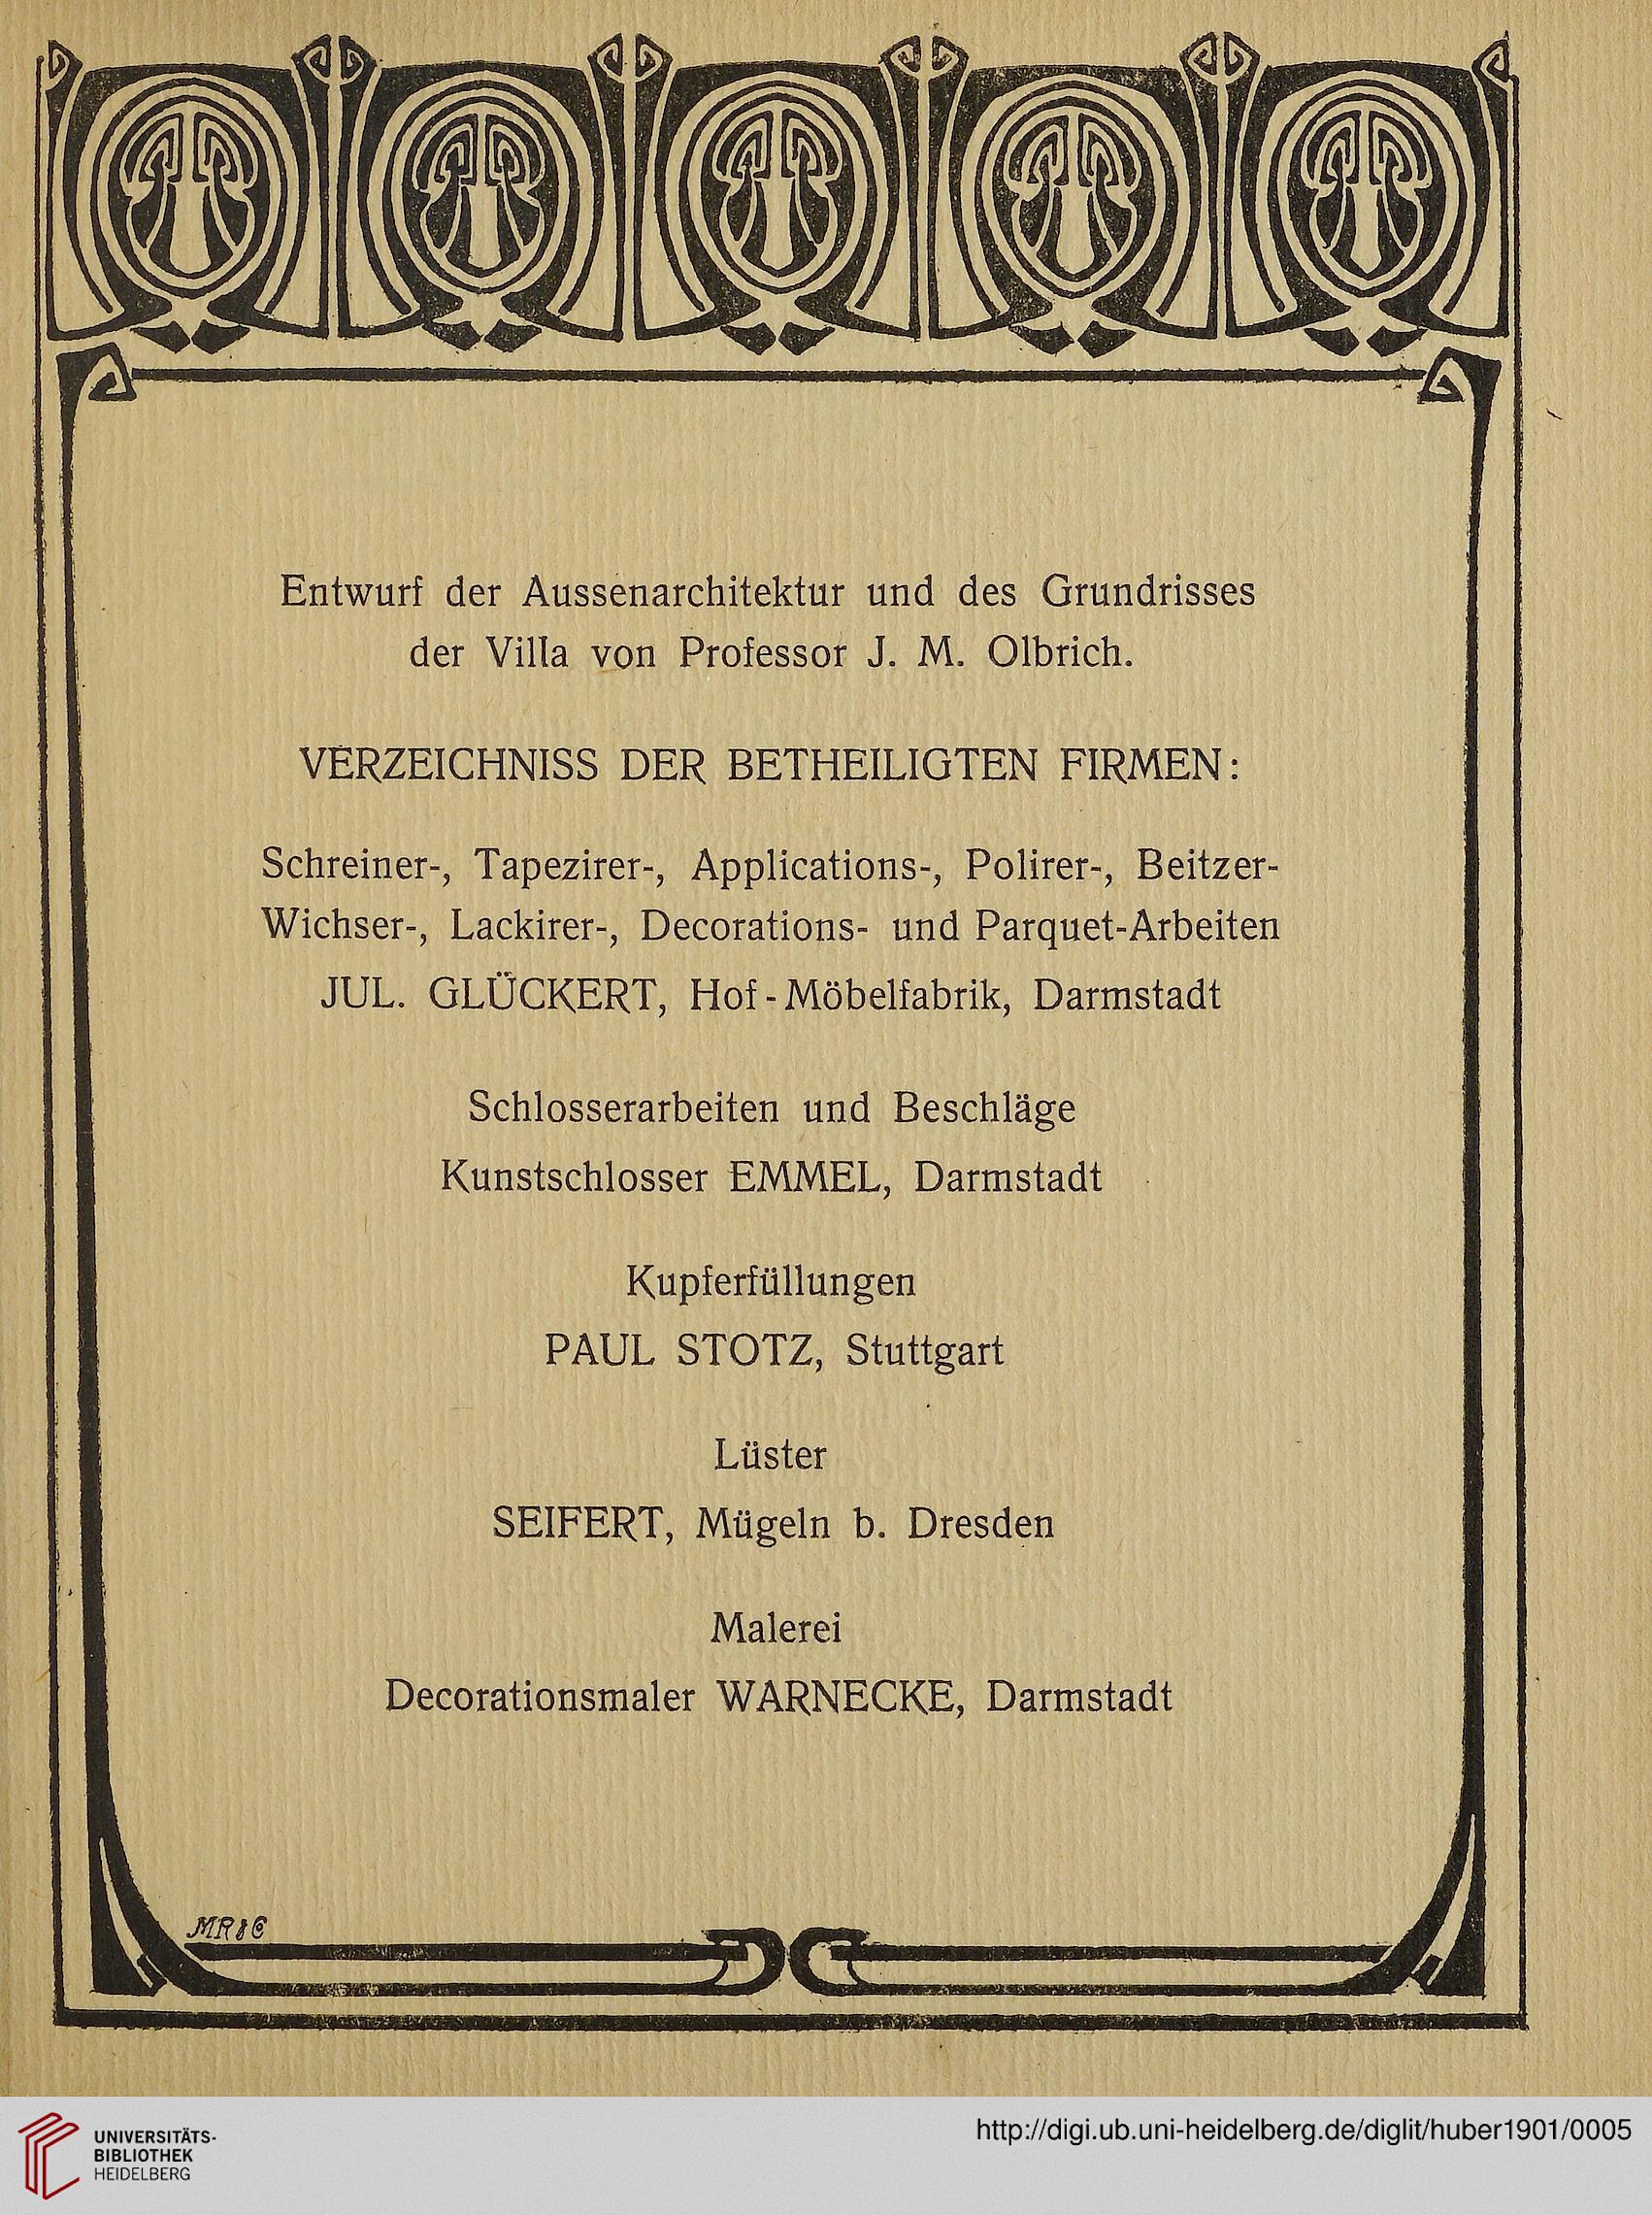 Entwurf der Aussenarchitektur und des Grundrisses
der Villa von Professor J. M. Olbrich.
VERZEICHNISS DER BETHEILIGTEN FIRMEN:
Schreiner-, Tapezirer-, Applications-, Polirer-, Beitzer-
Wichser-, Lackirer-, Decorations- und Parquet-Arbeiten
JUL. GLÜCKERT, Hof-Möbelfabrik, Darmstadt
Schlosserarbeiten und Beschläge
Kunstschlosser EMMEL, Darmstadt
Kupferfüllungen
PAUL STOTZ, Stuttgart
Lüster
SEIFERT, Mügeln b. Dresden
Malerei
Decorationsmaler WARNECKE, Darmstadt
UNIVERSITÄTS-
BIBLIOTHEK
HEIDELBERG
http://digi.ub.uni-heidelberg.de/diglit/huber1901/0005